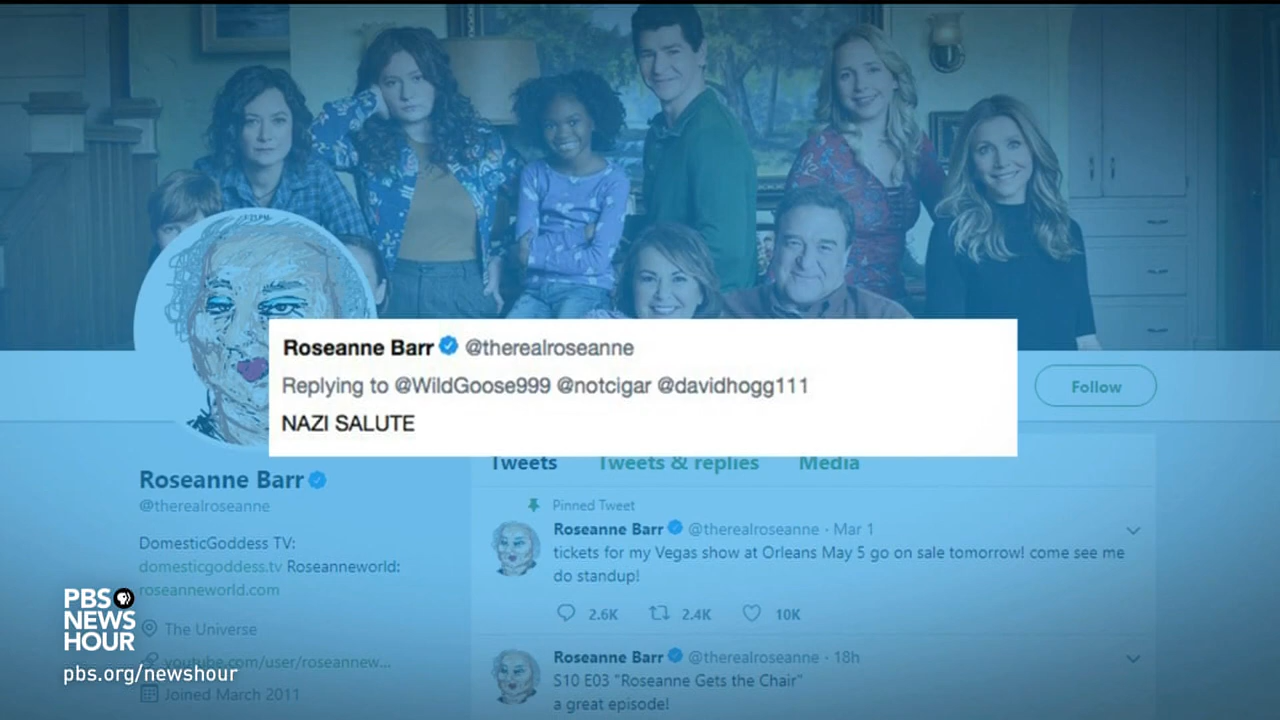 Roseanne Barr @therealroseanne
Replying to @WildGoose999 @notcigar @davidhogg111
NAZI SALUTE
Follow
Tweets Tweets & replies Media
Roseanne Barr
@therealroseanne
DomesticGoddess TV:
domesticgoddess.tv Roseanneworld:
roseanneworld.com
The Universe
youtube.com/user/roseannew...
Joined March 2011
Pinned Tweet
Roseanne Barr @therealroseanne · Mar 1
tickets for my Vegas show at Orleans May 5 go on sale tomorrow! come see me
do standup!
2.6K 2.4K 10K
Roseanne Barr @therealroseanne · 18h
S10 E03 "Roseanne Gets the Chair"
a great episode!
PBS
NEWS
HOUR
pbs.org/newshour